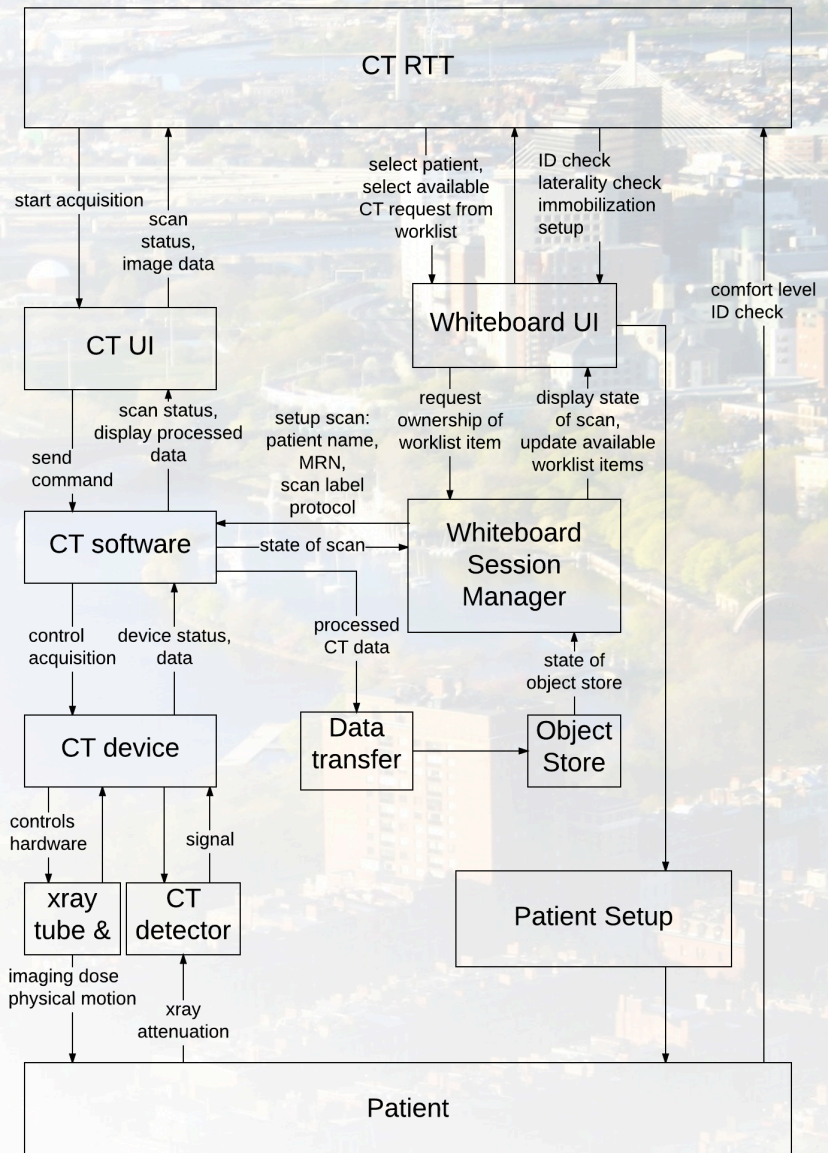 CT RTT
start acquisition
scan
status,
image data
select patient,
select available
CT request from
worklist
ID check
laterality check
immobilization
setup
comfort level
ID check
CT UI
Whiteboard UI
send
command
scan status,
display processed
data
setup scan:
patient name,
MRN,
scan label
protocol
request
ownership of
worklist item
display state
of scan,
update available
worklist items
CT software
state of scan
Whiteboard
Session
Manager
control
acquisition
device status,
data
processed
CT data
state of
object store
CT device
Data
transfer
Object
Store
controls
hardware
signal
xray
tube &
CT
detector
Patient Setup
imaging dose
physical motion
xray
attenuation
Patient